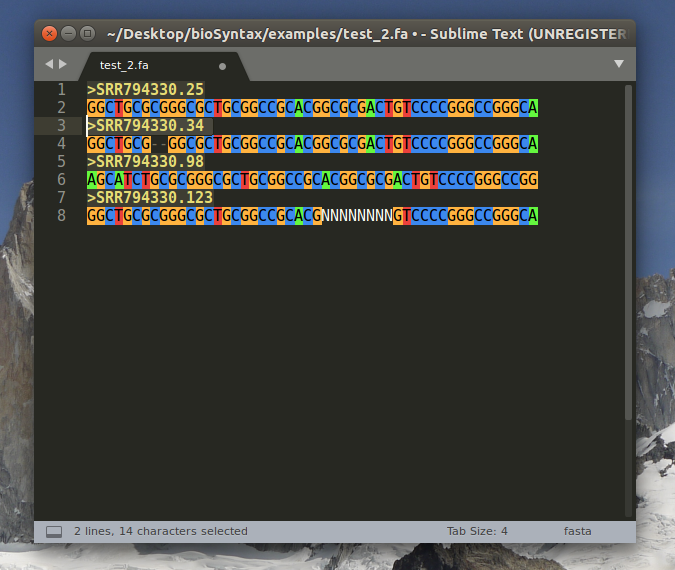 ~/Desktop/bioSyntax/examples/test_2.fa • - Sublime Text (UNREGISTER
test_2.fa
1 >SRR794330.25
2 GGCTGCGCGGGCGCTGCGGCCGCACGGCGCGACTGTCCCCGGGCCGGGCA
3 >SRR794330.34
4 GGCTGCG--GGCGCTGCGGCCGCACGGCGCGACTGTCCCCGGGCCGGGCA
5 >SRR794330.98
6 AGCATCTGCGCGGGCGCTGCGGCCGCACGGCGCGACTGTCCCCGGGCCGG
7 >SRR794330.123
8 GGCTGCGCGGGCGCTGCGGCCGCACGNNNNNNNNGTCCCCGGGCCGGGCA
2 lines, 14 characters selected Tab Size: 4 fasta